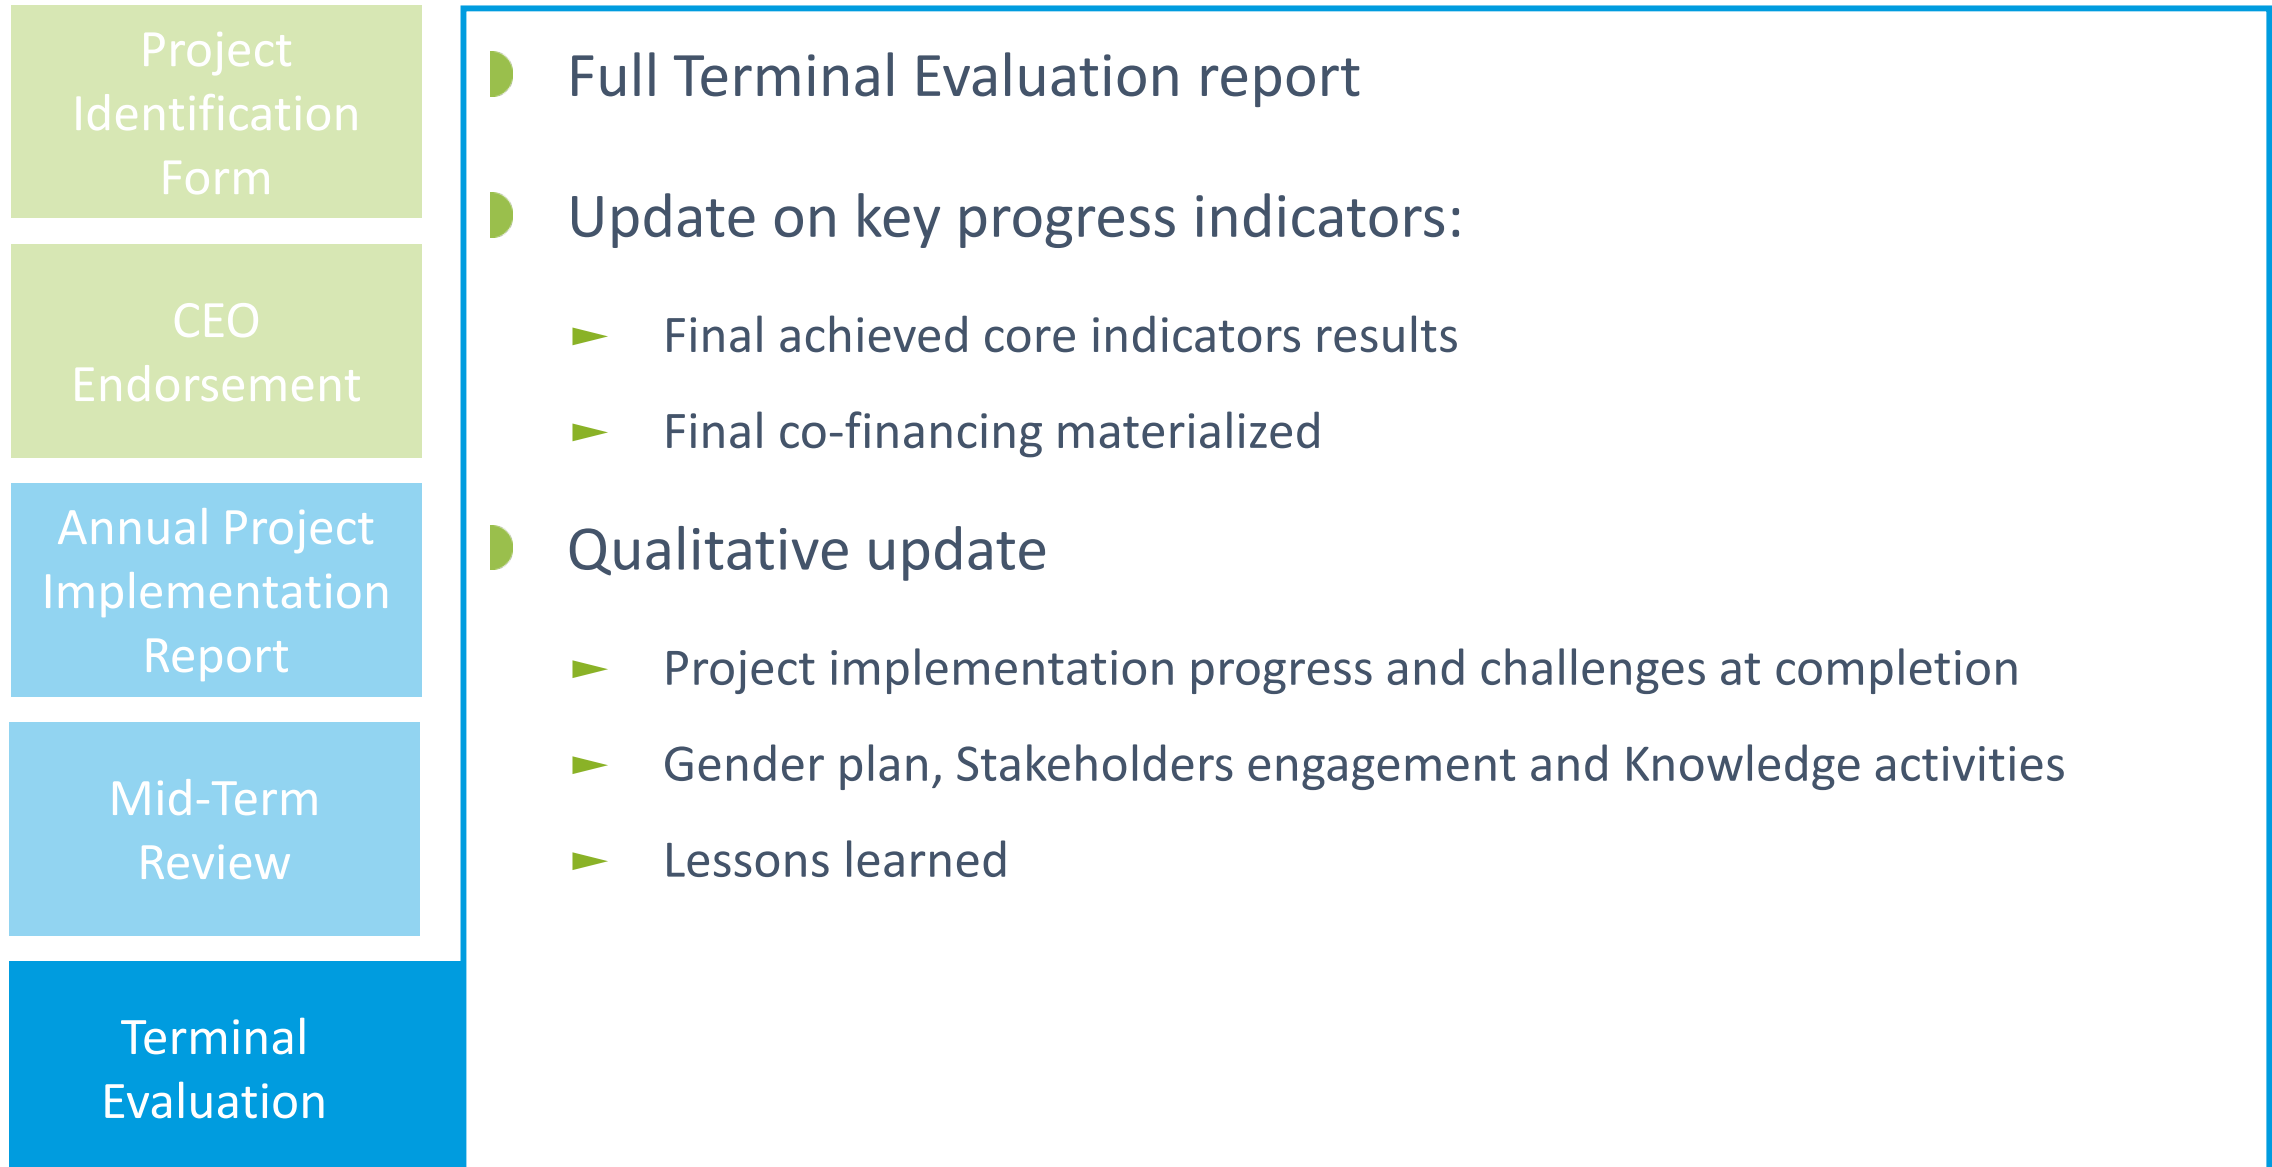 Project
Identification
Form
CEO
Endorsement
Annual Project
Implementation
Report
Mid-Term
Review
Terminal
Evaluation
Full Terminal Evaluation report
Update on key progress indicators:
Final achieved core indicators results
Final co-financing materialized
Qualitative update
Project implementation progress and challenges at completion
Gender plan, Stakeholders engagement and Knowledge activities
Lessons learned